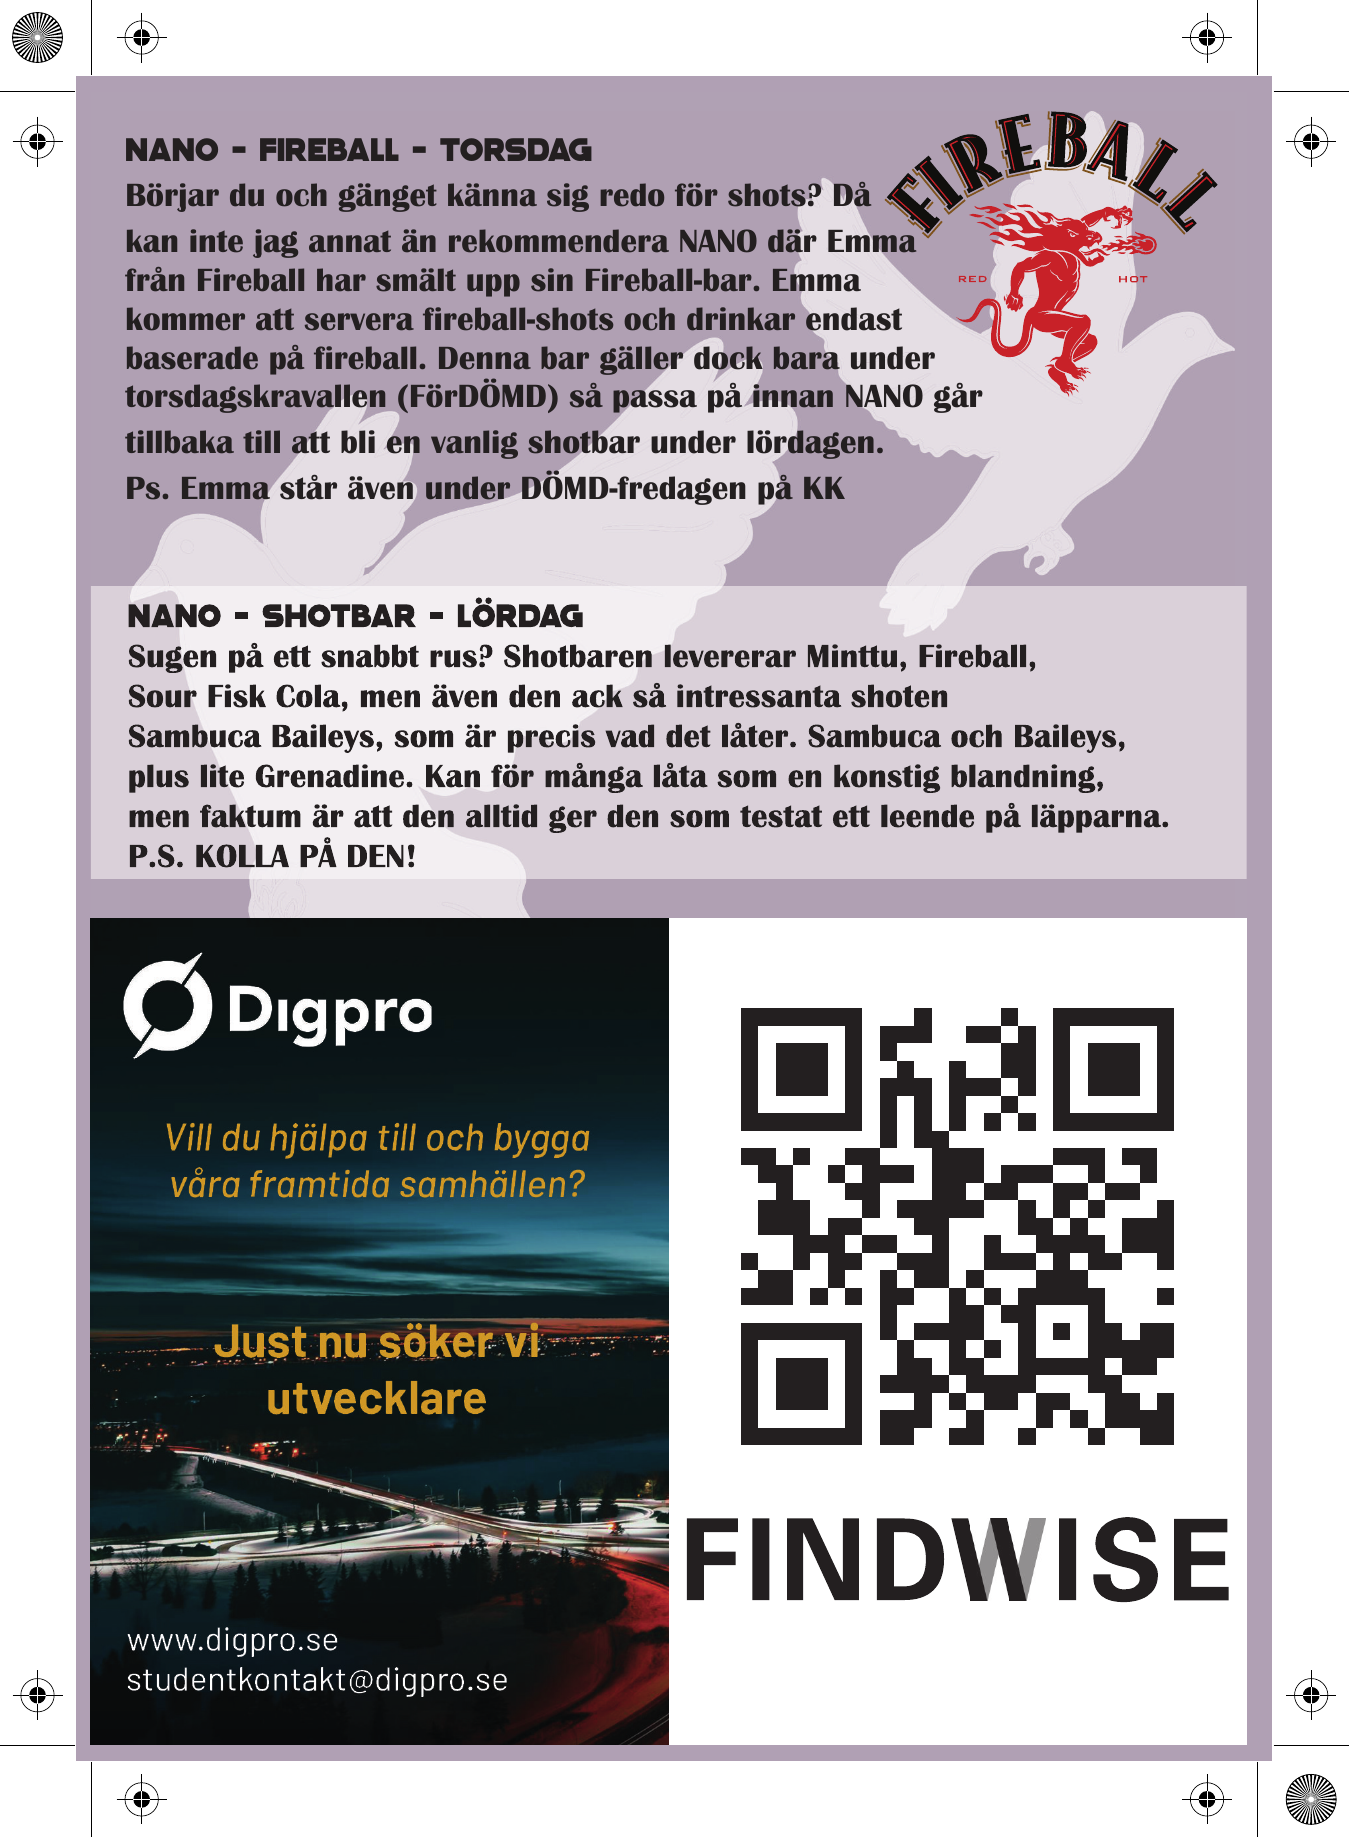 NANO - FIREBALL - TORSDAG
Börjar du och gänget känna sig redo för shots? Då
kan inte jag annat än rekommendera NANO där Emma
från Fireball har smält upp sin Fireball-bar. Emma
kommer att servera fireball-shots och drinkar endast
baserade på fireball. Denna bar gäller dock bara under
torsdagskravallen (FörDÖMD) så passa på innan NANO går
tillbaka till att bli en vanlig shotbar under lördagen.
Ps. Emma står även under DÖMD-fredagen på KK
FIREBALL
RED HOT
NANO - SHOTBAR - LÖRDAG
Sugen på ett snabbt rus? Shotbaren levererar Minttu, Fireball,
Sour Fisk Cola, men även den ack så intressanta shoten
Sambuca Baileys, som är precis vad det låter. Sambuca och Baileys,
plus lite Grenadine. Kan för många låta som en konstig blandning,
men faktum är att den alltid ger den som testat ett leende på läpparna.
P.S. KOLLA PÅ DEN!
Digpro
Vill du hjälpa till och bygga
våra framtida samhällen?
Just nu söker vi
utvecklare
www.digpro.se
studentkontakt@digpro.se
FINDWISE